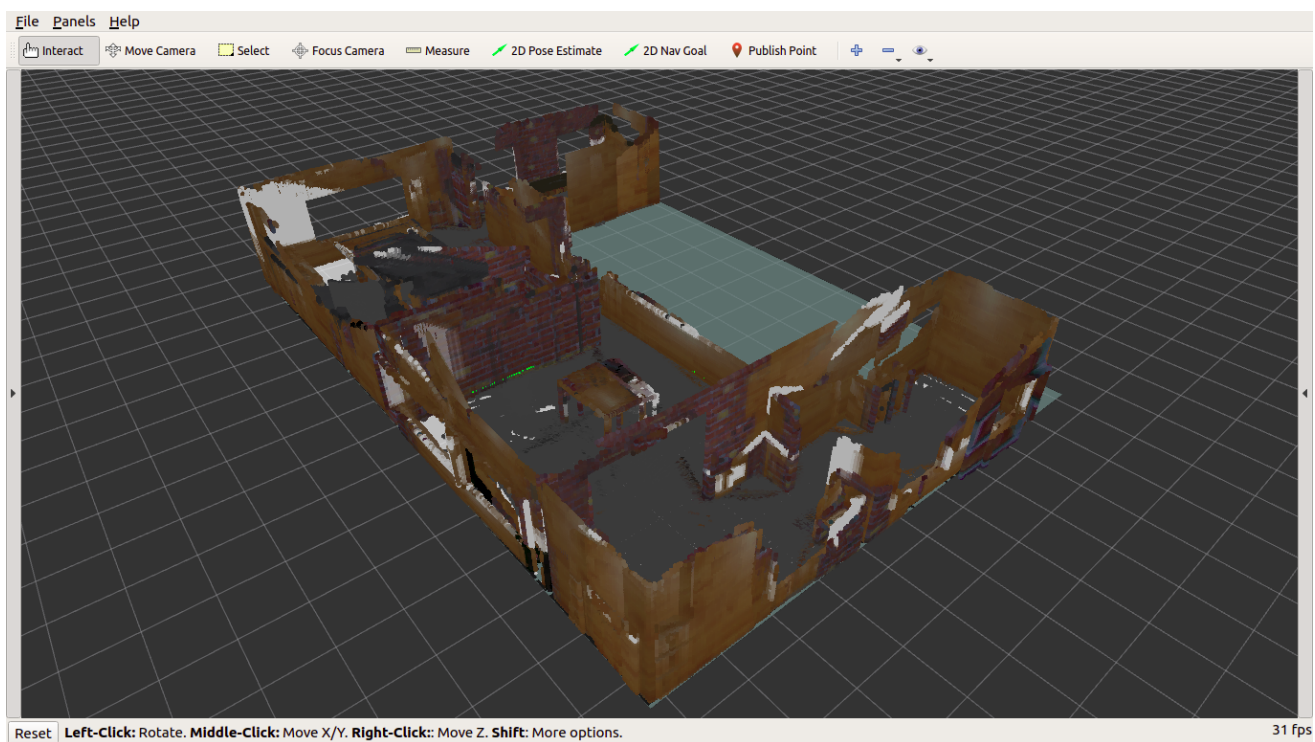 File Panels Help
Interact Move Camera Select Focus Camera Measure 2D Pose Estimate 2D Nav Goal Publish Point
Reset Left-Click: Rotate. Middle-Click: Move X/Y. Right-Click:: Move Z. Shift: More options. 31 fps